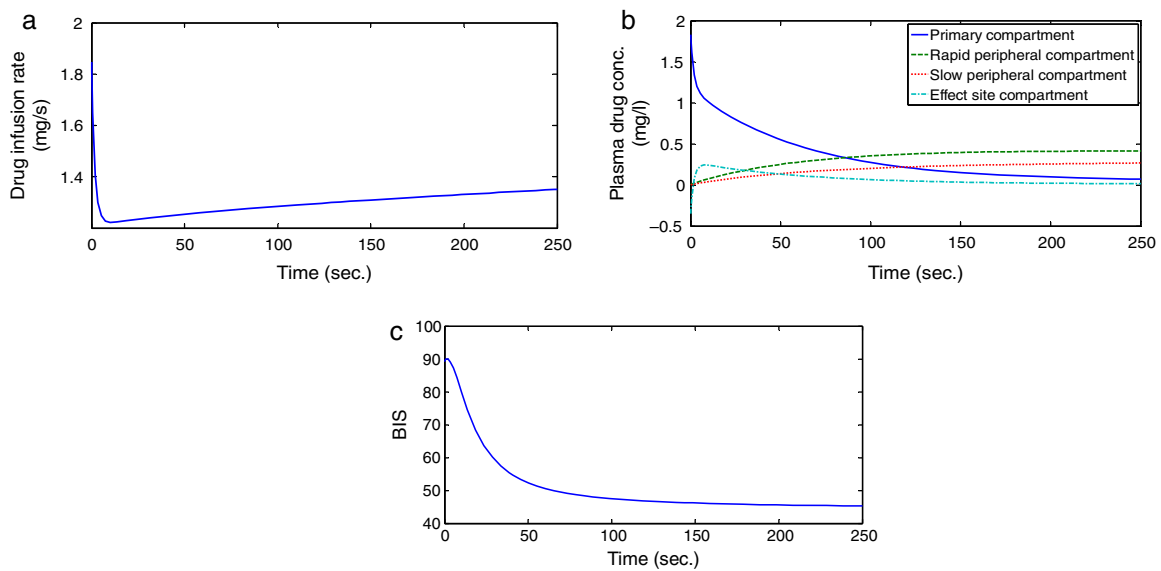 a
2
1.8
1.6
1.4
Drug infusion rate
(mg/s)
0 50 100 150 200 250
Time (sec.)
b
2
1.5
1
0.5
0
−0.5
Plasma drug conc.
(mg/l)
Primary compartment
Rapid peripheral compartment
Slow peripheral compartment
Effect site compartment
0 50 100 150 200 250
Time (sec.)
c
100
90
80
70
60
50
40
BIS
0 50 100 150 200 250
Time (sec.)